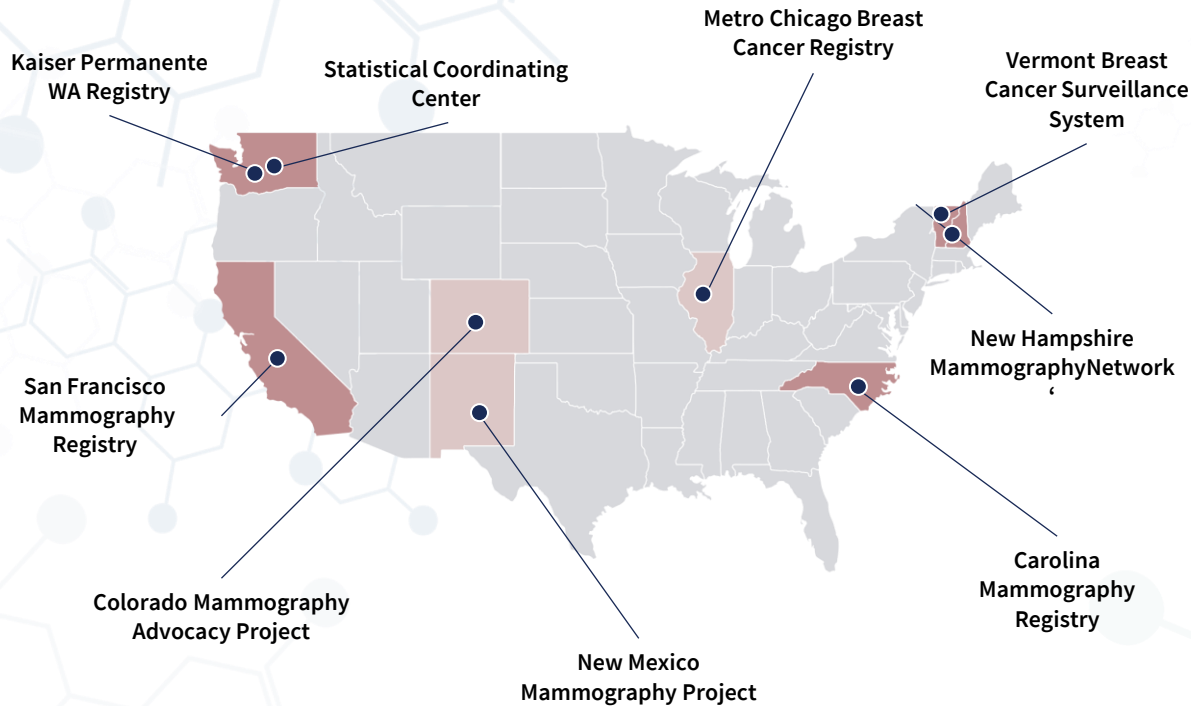 Metro Chicago Breast
Cancer Registry
Kaiser Permanente
WA Registry
Statistical Coordinating
Center
Vermont Breast
Cancer Surveillance
System
New Hampshire
MammographyNetwork
‘
San Francisco
Mammography
Registry
Carolina
Mammography
Registry
Colorado Mammography
Advocacy Project
New Mexico
Mammography Project